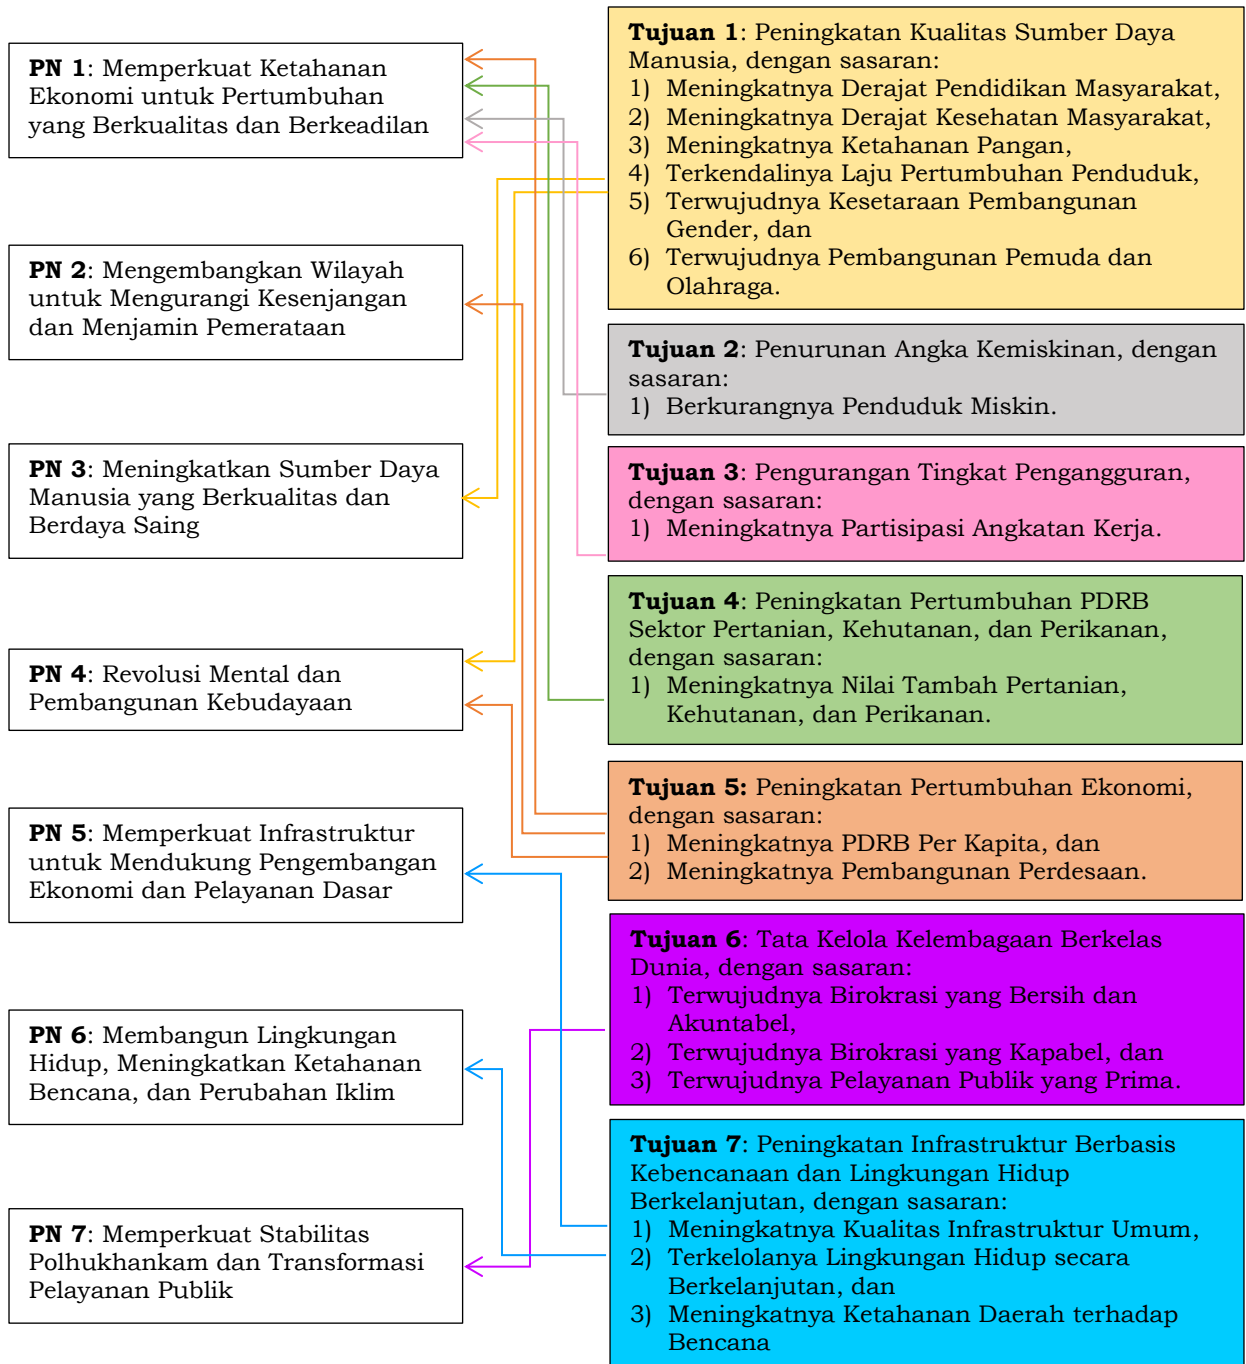 PN 1: Memperkuat Ketahanan
Ekonomi untuk Pertumbuhan
yang Berkualitas dan Berkeadilan
PN 2: Mengembangkan Wilayah
untuk Mengurangi Kesenjangan
dan Menjamin Pemerataan
PN 3: Meningkatkan Sumber Daya
Manusia yang Berkualitas dan
Berdaya Saing
PN 4: Revolusi Mental dan
Pembangunan Kebudayaan
PN 5: Memperkuat Infrastruktur
untuk Mendukung Pengembangan
Ekonomi dan Pelayanan Dasar
PN 6: Membangun Lingkungan
Hidup, Meningkatkan Ketahanan
Bencana, dan Perubahan Iklim
PN 7: Memperkuat Stabilitas
Polhukhankam dan Transformasi
Pelayanan Publik
Tujuan 1: Peningkatan Kualitas Sumber Daya
Manusia, dengan sasaran:
1) Meningkatnya Derajat Pendidikan Masyarakat,
2) Meningkatnya Derajat Kesehatan Masyarakat,
3) Meningkatnya Ketahanan Pangan,
4) Terkendalinya Laju Pertumbuhan Penduduk,
5) Terwujudnya Kesetaraan Pembangunan
Gender, dan
6) Terwujudnya Pembangunan Pemuda dan
Olahraga.
Tujuan 2: Penurunan Angka Kemiskinan, dengan
sasaran:
1) Berkurangnya Penduduk Miskin.
Tujuan 3: Pengurangan Tingkat Pengangguran,
dengan sasaran:
1) Meningkatnya Partisipasi Angkatan Kerja.
Tujuan 4: Peningkatan Pertumbuhan PDRB
Sektor Pertanian, Kehutanan, dan Perikanan,
dengan sasaran:
1) Meningkatnya Nilai Tambah Pertanian,
Kehutanan, dan Perikanan.
Tujuan 5: Peningkatan Pertumbuhan Ekonomi,
dengan sasaran:
1) Meningkatnya PDRB Per Kapita, dan
2) Meningkatnya Pembangunan Perdesaan.
Tujuan 6: Tata Kelola Kelembagaan Berkelas
Dunia, dengan sasaran:
1) Terwujudnya Birokrasi yang Bersih dan
Akuntabel,
2) Terwujudnya Birokrasi yang Kapabel, dan
3) Terwujudnya Pelayanan Publik yang Prima.
Tujuan 7: Peningkatan Infrastruktur Berbasis
Kebencanaan dan Lingkungan Hidup
Berkelanjutan, dengan sasaran:
1) Meningkatnya Kualitas Infrastruktur Umum,
2) Terkelolanya Lingkungan Hidup secara
Berkelanjutan, dan
3) Meningkatnya Ketahanan Daerah terhadap
Bencana